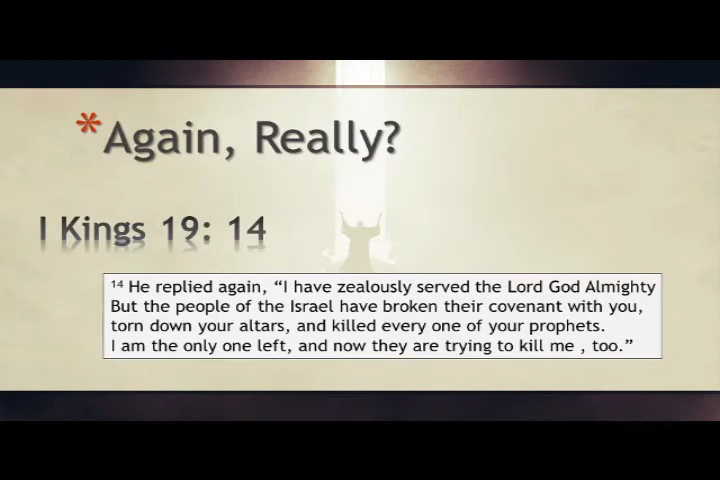 *Again, Really?
I Kings 19: 14
14 He replied again, “I have zealously served the Lord God Almighty
But the people of the Israel have broken their covenant with you,
torn down your altars, and killed every one of your prophets.
I am the only one left, and now they are trying to kill me , too.”